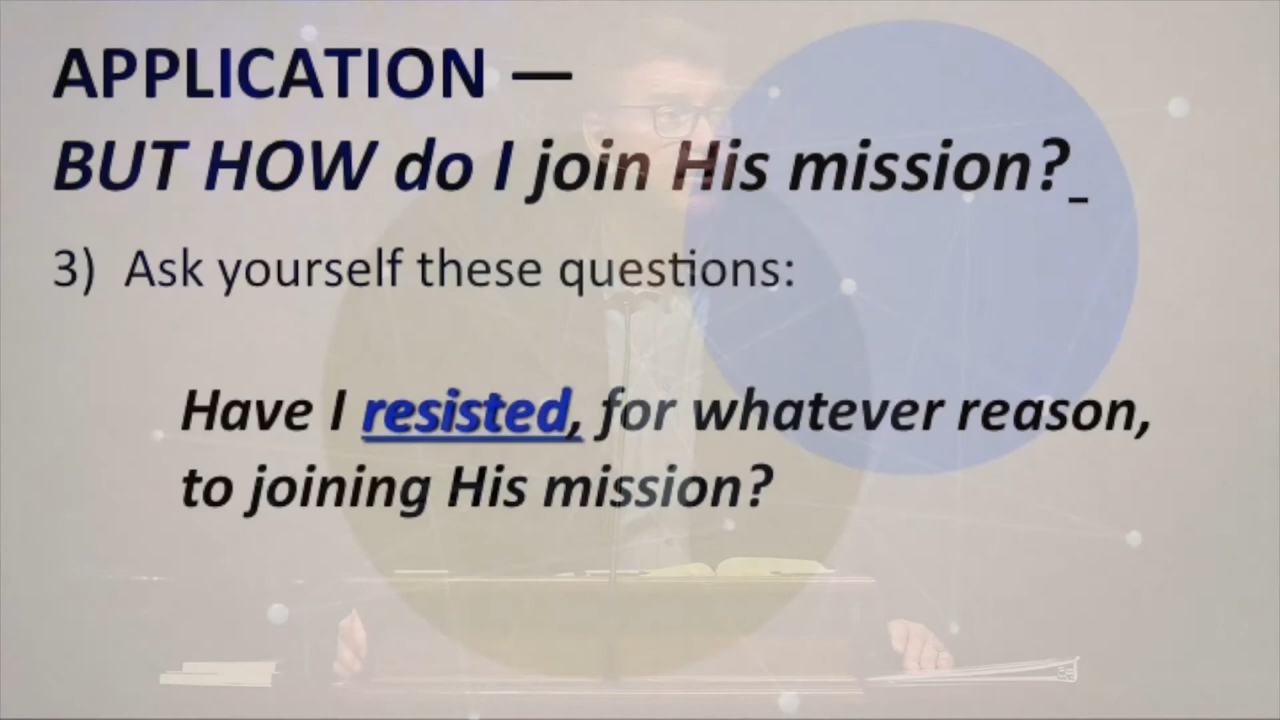 APPLICATION —
BUT HOW do I join His mission?
3) Ask yourself these questions:
Have I resisted, for whatever reason,
to joining His mission?